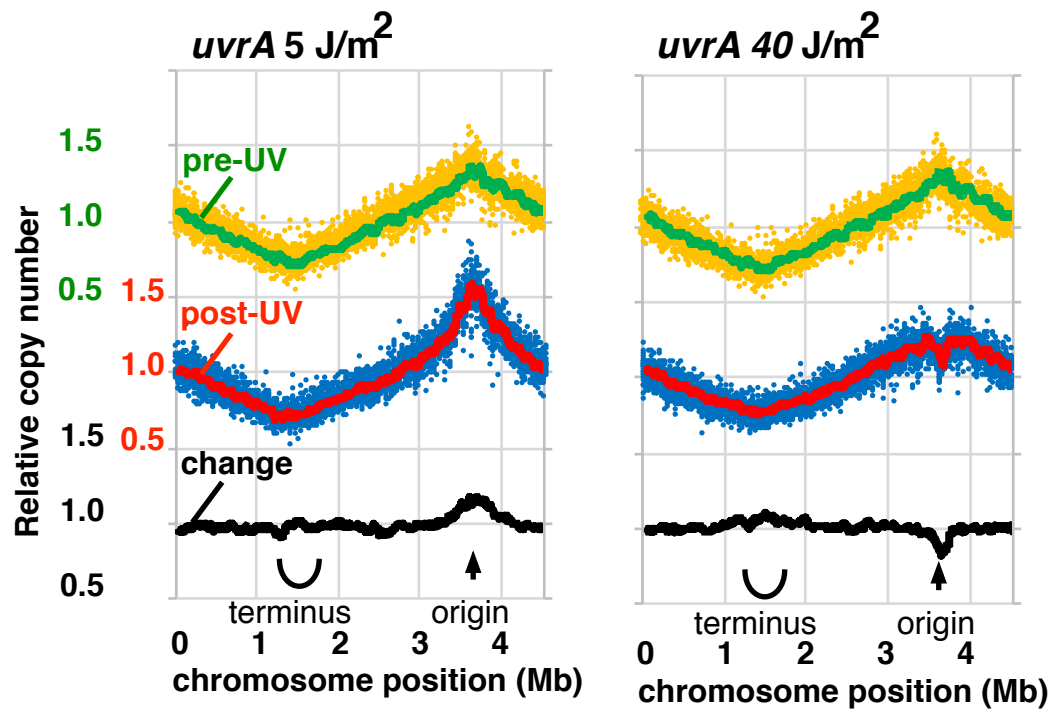 uvrA 5 J/m2
uvrA 40 J/m2
Relative copy number
1.5
1.0
0.5
pre-UV
1.5
1.0
0.5
post-UV
1.5
1.0
0.5
change
terminus
origin
0 1 2 3 4
chromosome position (Mb)
terminus
origin
0 1 2 3 4
chromosome position (Mb)